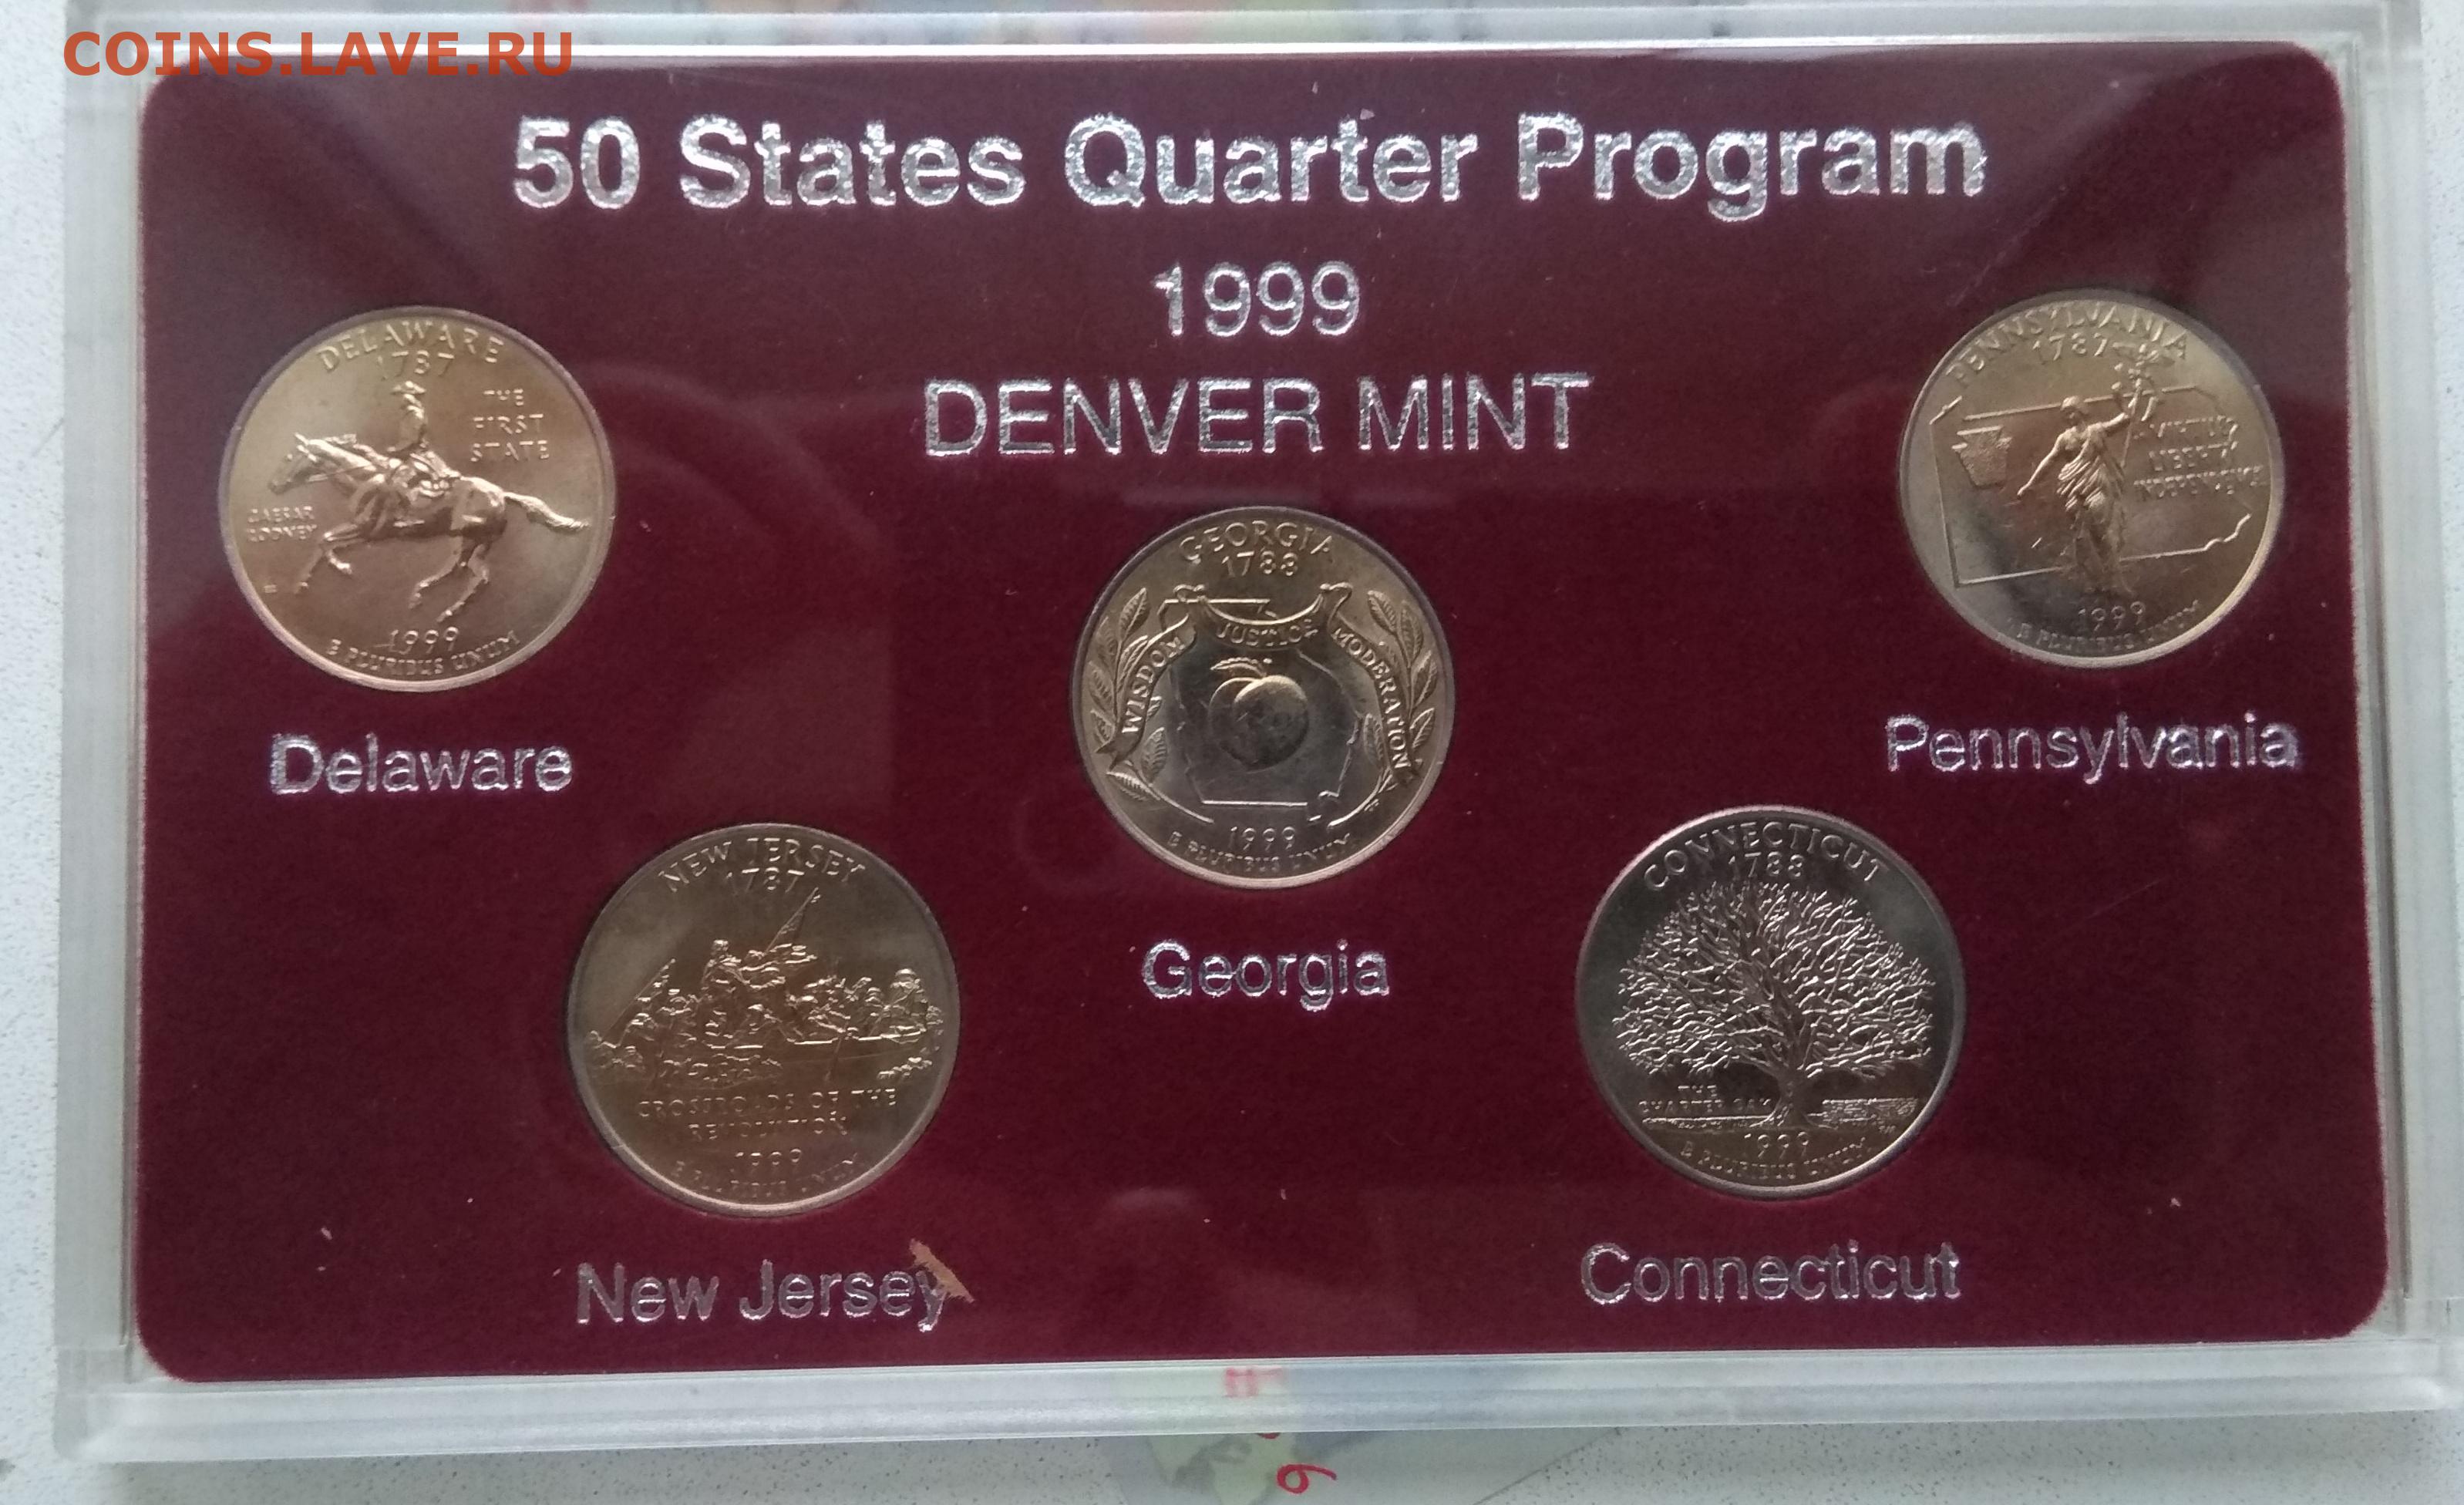 COINS.LAVE.RU
50 States Quarter Program
1999
DENVER MINT
DELAWARE
1787
THE
FIRST
STATE
CAESAR
RODNEY
1999
E PLURIBUS UNUM
Delaware
PENNSYLVANIA
1787
VIRTUE
LIBERTY
INDEPENDENCE
1999
E PLURIBUS UNUM
Pennsylvania
GEORGIA
1788
WISDOM
JUSTICE
MODERATION
1999
E PLURIBUS UNUM
Georgia
NEW JERSEY
1787
CROSSROADS OF THE
REVOLUTION
1999
E PLURIBUS UNUM
New Jersey
CONNECTICUT
1788
THE
CHARTER OAK
1999
E PLURIBUS UNUM
Connecticut